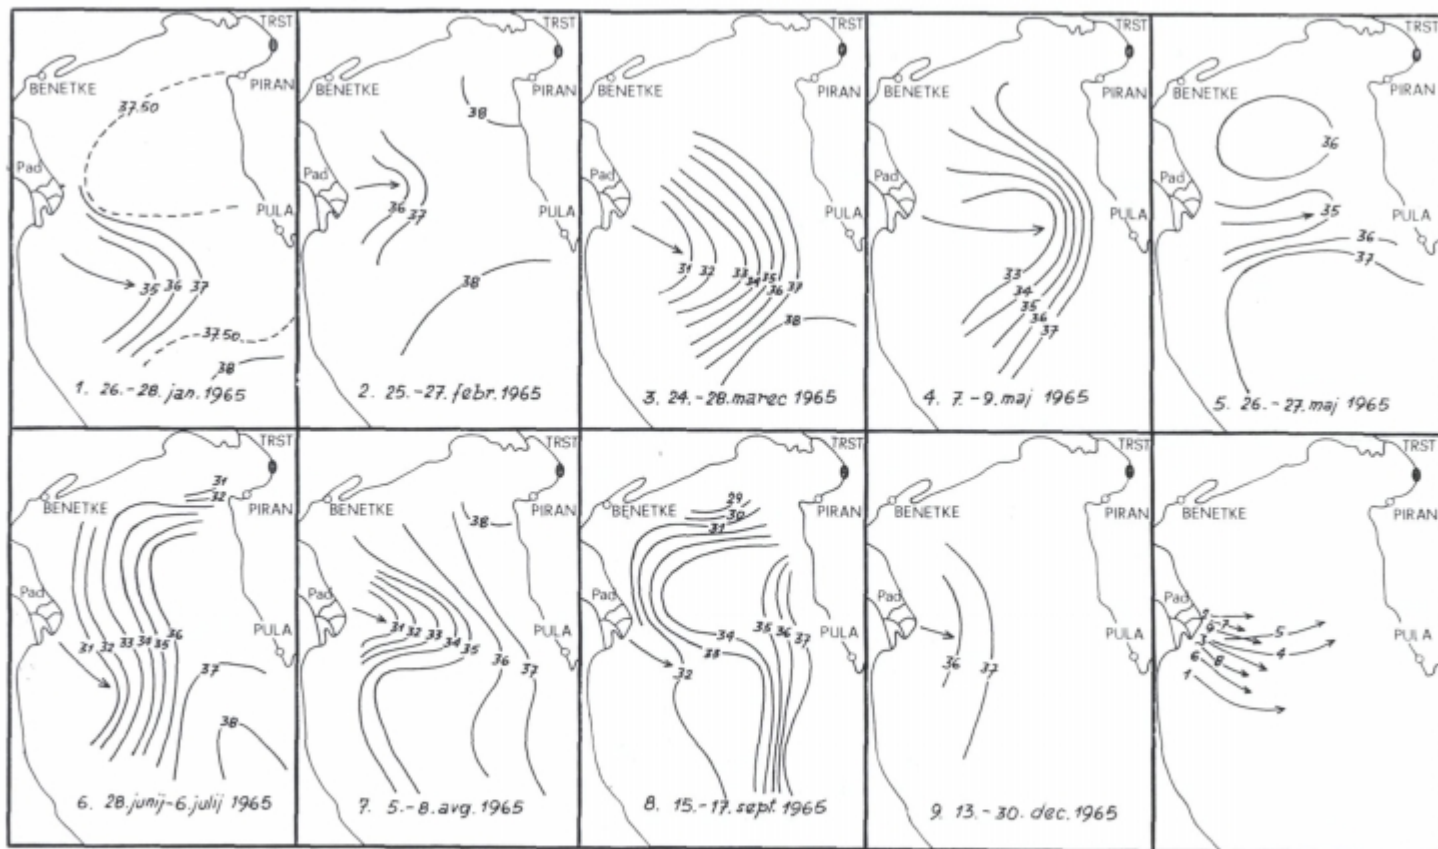 TRST
BENETKE
PIRAN
37.50
Pad
PULA
35 36 37
37.50
38
1. 26.-28. jan. 1965
TRST
BENETKE
PIRAN
38
Pad
36 37
PULA
38
2. 25.-27. febr. 1965
TRST
BENETKE
PIRAN
Pad
PULA
31 32 33 34 35 36 37
38
3. 24.-28. marec 1965
TRST
BENETKE
PIRAN
Pad
PULA
33
34
35
36
37
4. 7.-9. maj 1965
TRST
BENETKE
PIRAN
36
Pad
35
PULA
36
37
5. 26.-27. maj 1965
TRST
31
32
BENETKE
PIRAN
Pad
PULA
31 32 33 34 35 36
37
38
6. 28. junij-6. julij 1965
TRST
BENETKE
PIRAN
38
Pad
31 32 33 34 35 36 37
PULA
7. 5.-8. avg. 1965
TRST
29
30
31
BENETKE
PIRAN
Pad
35 36 37
34
33
32
PULA
8. 15.-17. sept. 1965
TRST
BENETKE
PIRAN
Pad
PULA
36 37
9. 13.-30. dec. 1965
TRST
BENETKE
PIRAN
Pad
7
5
4
3
6 8
1
PULA